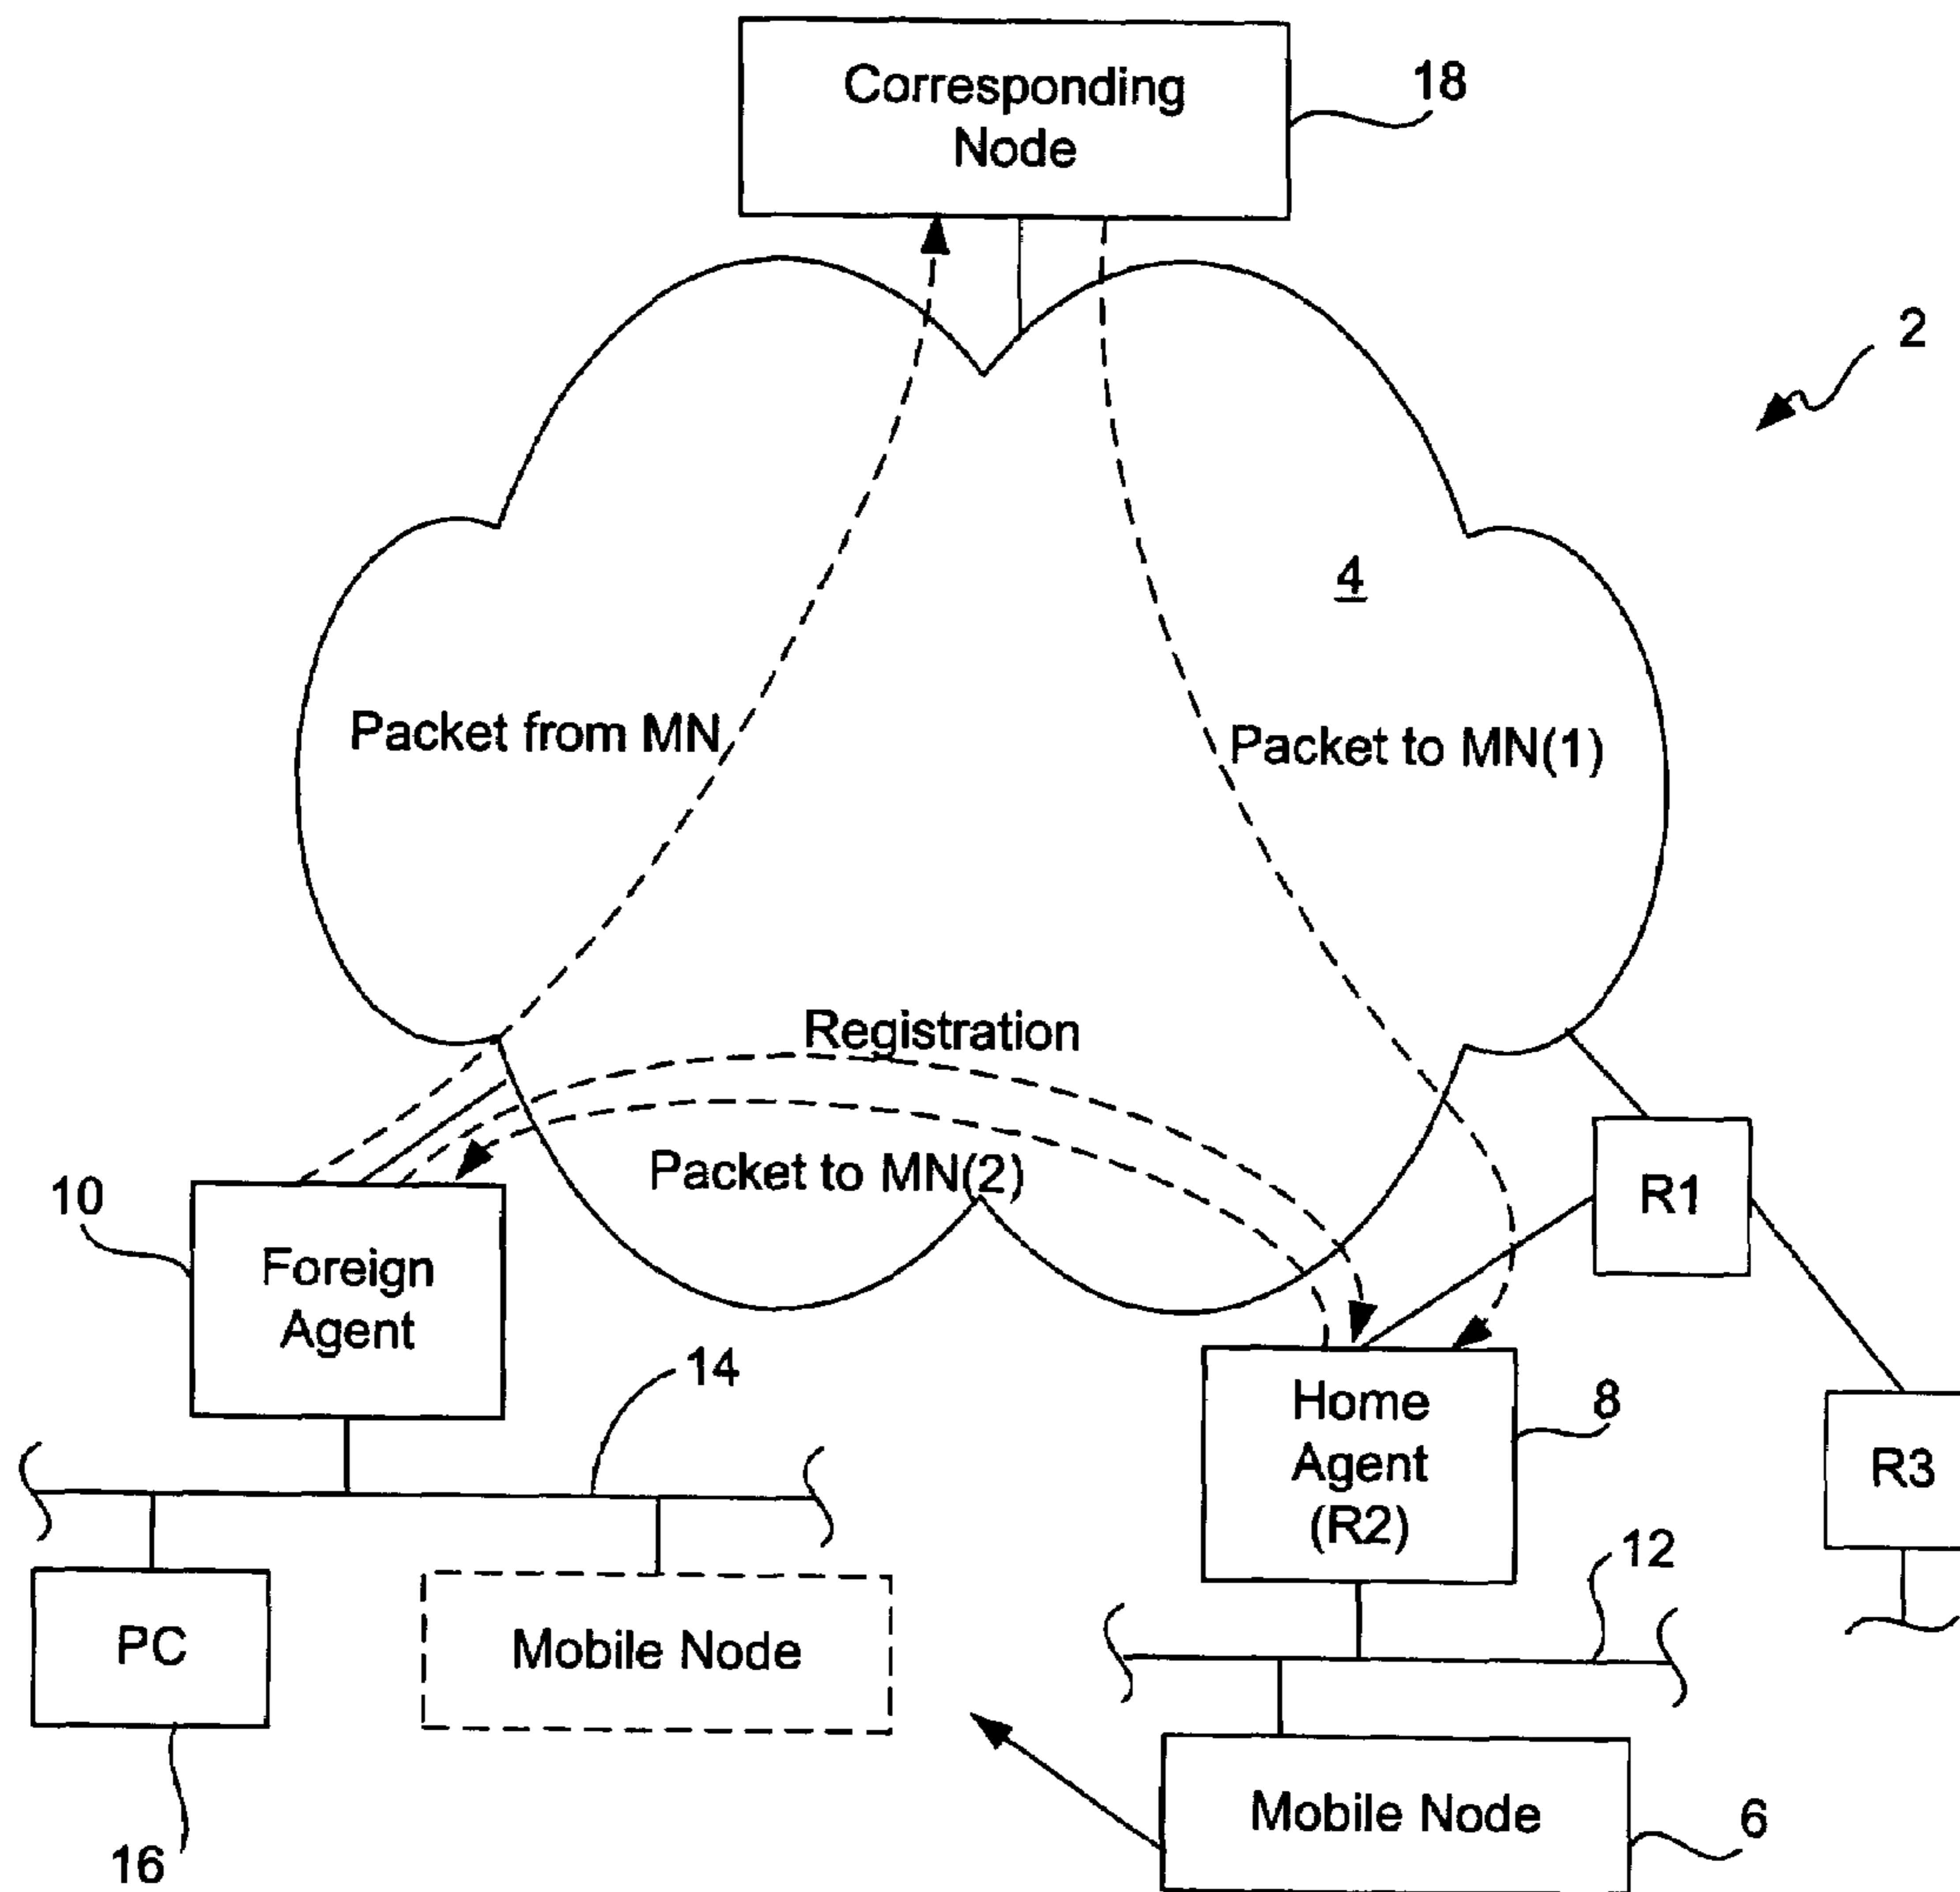 Corresponding
Node
18
2
4
Packet from MN
Packet to MN(1)
Registration
Packet to MN(2)
R1
10
Foreign
Agent
14
Home
Agent
(R2)
8
R3
12
PC
Mobile Node
Mobile Node
6
16